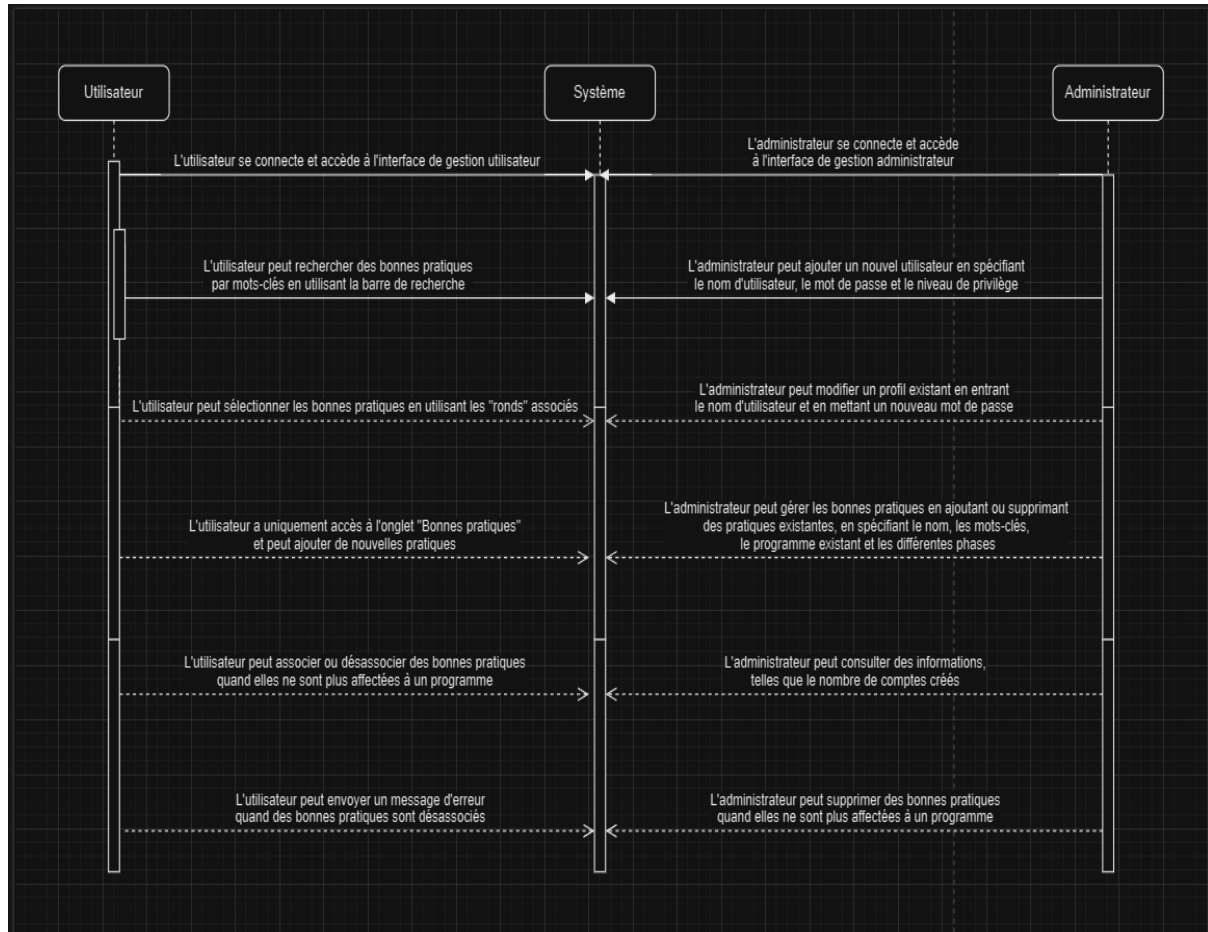 Utilisateur
Système
Administrateur
L'utilisateur se connecte et accède à l'interface de gestion utilisateur
L'administrateur se connecte et accède
à l'interface de gestion administrateur
L'utilisateur peut rechercher des bonnes pratiques
par mots-clés en utilisant la barre de recherche
L'administrateur peut ajouter un nouvel utilisateur en spécifiant
le nom d'utilisateur, le mot de passe et le niveau de privilège
L'utilisateur peut sélectionner les bonnes pratiques en utilisant les "ronds" associés
L'administrateur peut modifier un profil existant en entrant
le nom d'utilisateur et en mettant un nouveau mot de passe
L'utilisateur a uniquement accès à l'onglet "Bonnes pratiques"
et peut ajouter de nouvelles pratiques
L'administrateur peut gérer les bonnes pratiques en ajoutant ou supprimant
des pratiques existantes, en spécifiant le nom, les mots-clés,
le programme existant et les différentes phases
L'utilisateur peut associer ou désassocier des bonnes pratiques
quand elles ne sont plus affectées à un programme
L'administrateur peut consulter des informations,
telles que le nombre de comptes créés
L'utilisateur peut envoyer un message d'erreur
quand des bonnes pratiques sont désassociés
L'administrateur peut supprimer des bonnes pratiques
quand elles ne sont plus affectées à un programme